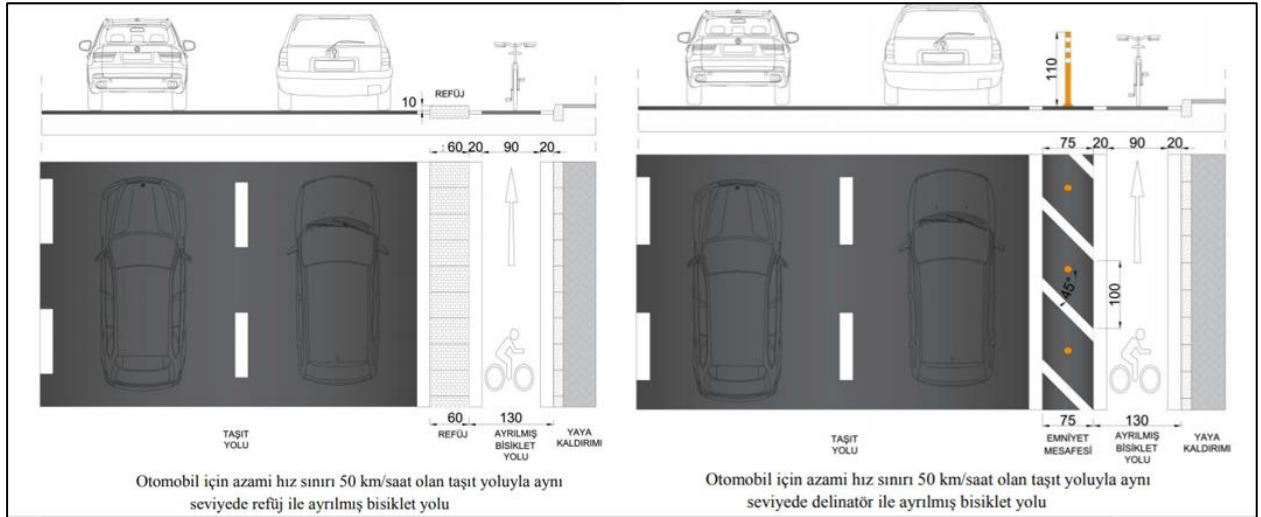 10
REFÜJ
60 20 90 20
60 130
TAŞIT
YOLU
REFÜJ
AYRILMIŞ
BİSİKLET
YOLU
YAYA
KALDIRIMI
Otomobil için azami hız sınırı 50 km/saat olan taşıt yoluyla aynı
seviyede refüj ile ayrılmış bisiklet yolu
110
75 20 90 20
45°
100
75 130
TAŞIT
YOLU
EMNİYET
MESAFESİ
AYRILMIŞ
BİSİKLET
YOLU
YAYA
KALDIRIMI
Otomobil için azami hız sınırı 50 km/saat olan taşıt yoluyla aynı
seviyede delinatör ile ayrılmış bisiklet yolu